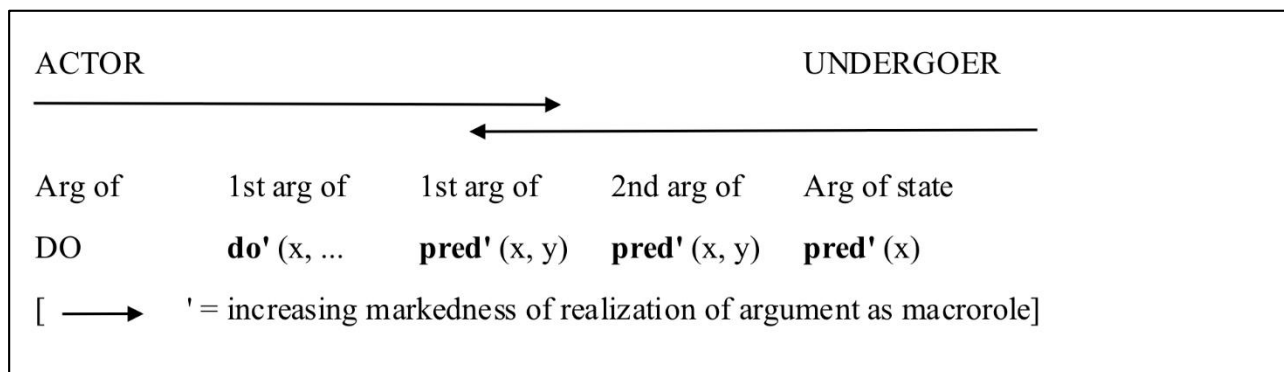 ACTOR UNDERGOER
Arg of 1st arg of 1st arg of 2nd arg of Arg of state
DO do' (x, ... pred' (x, y) pred' (x, y) pred' (x)
[ ' = increasing markedness of realization of argument as macrorole]